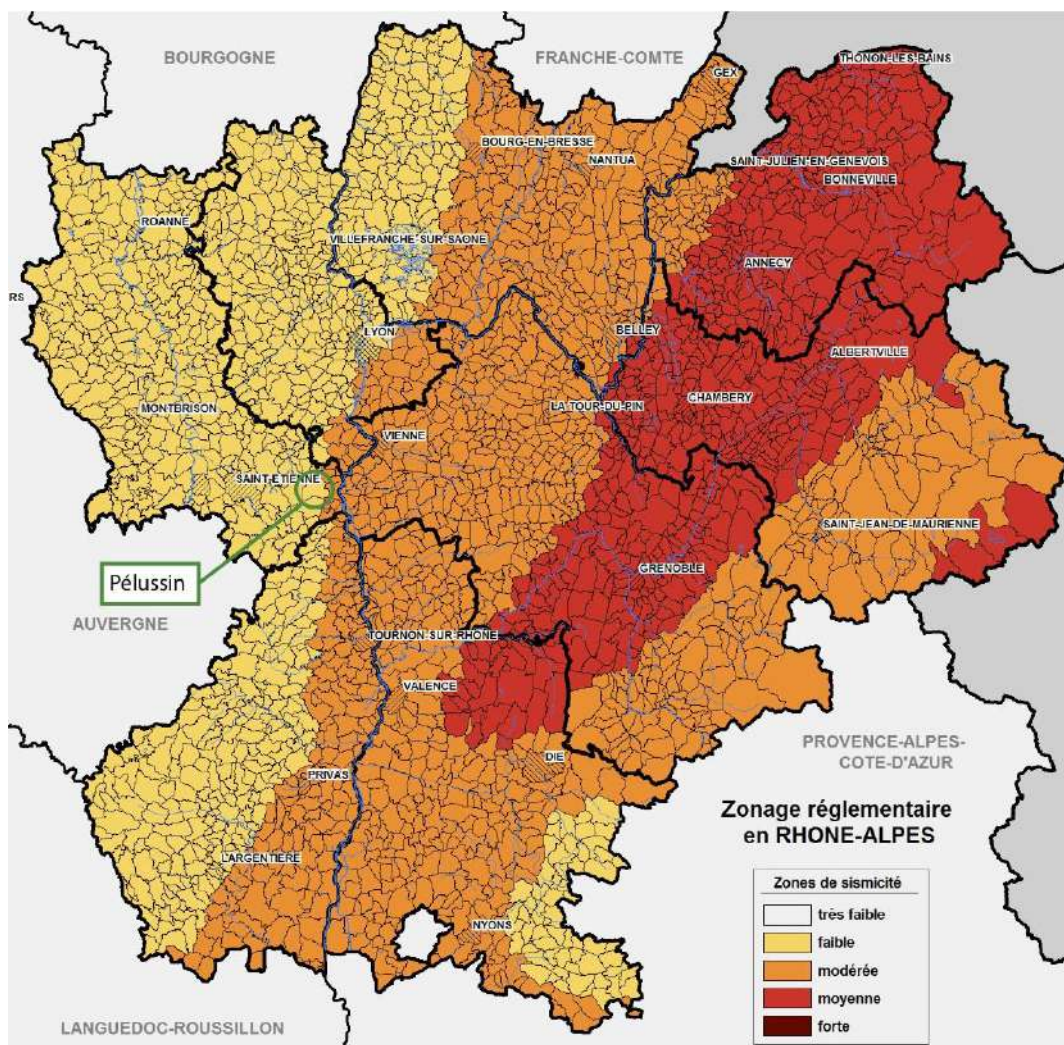 BOURGOGNE
FRANCHE-COMTE
THONON-LES-BAINS
GEX
BOURG-EN-BRESSE
NANTUA
SAINT-JULIEN-EN-GENEVOIS
BONNEVILLE
ROANNE
VILLEFRANCHE-SUR-SAONE
ANNECY
RS
LYON
BELLEY
ALBERTVILLE
MONTBRISON
LA TOUR-DU-PIN
CHAMBERY
VIENNE
SAINT-ETIENNE
SAINT-JEAN-DE-MAURIENNE
Pélussin
GRENOBLE
AUVERGNE
TOURNON-SUR-RHONE
VALENCE
PROVENCE-ALPES-
COTE-D'AZUR
DIE
PRIVAS
Zonage réglementaire
en RHONE-ALPES
LARGENTIERE
Zones de sismicité
très faible
faible
modérée
moyenne
forte
NYONS
LANGUEDOC-ROUSSILLON